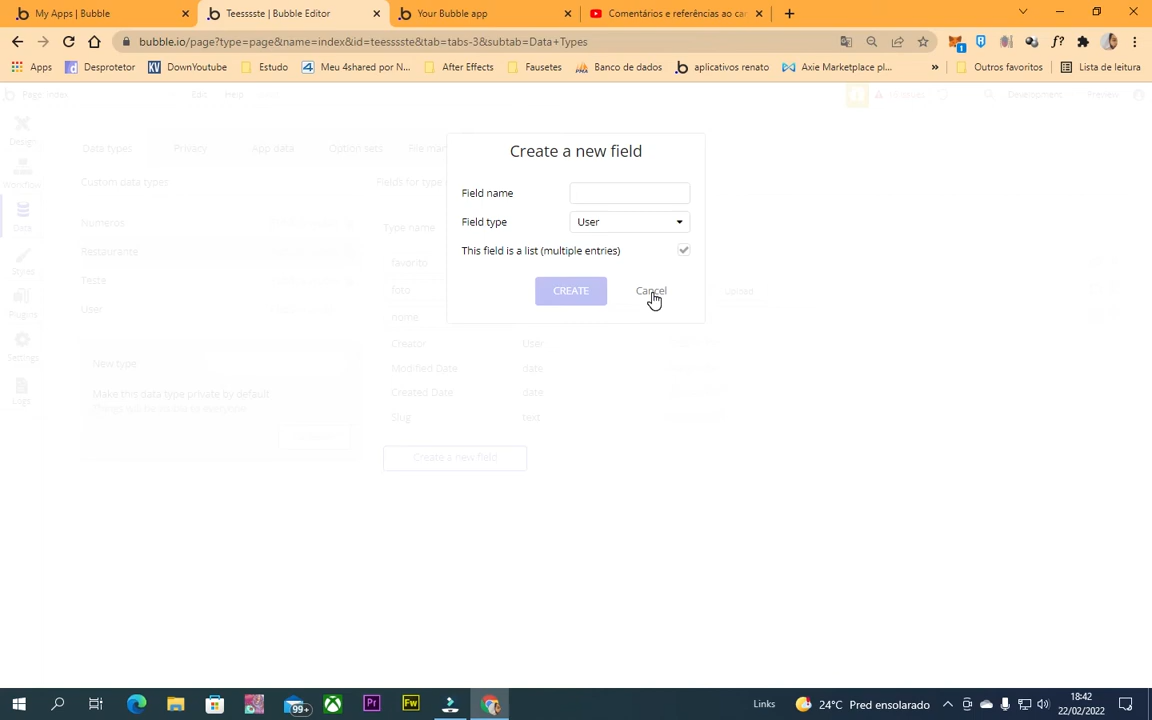 My Apps | Bubble
Teesssste | Bubble Editor
Your Bubble app
Comentários e referências ao car
bubble.io/page?type=page&name=index&id=teesssste&tab=tabs-3&subtab=Data+Types
Apps
Desprotetor
DownYoutube
Estudo
Meu 4shared por N...
After Effects
Fausetes
Banco de dados
aplicativos renato
Axie Marketplace pl...
»
Outros favoritos
Lista de leitura
Page: index
Edit
Help
Development
Preview
Design
Workflow
Data
Styles
Plugins
Settings
Logs
Data types
Privacy
App data
Option sets
File man
Custom data types
Fields for type
Numeros
Restaurante
Teste
User
Type name
favorito
foto
nome
Creator
User
Modified Date
date
Created Date
date
Slug
text
Upload
New type
Make this data type private by default
Create a new field
Create a new field
Field name
Field type
User
This field is a list (multiple entries)
CREATE
Cancel
99+
Links
24°C Pred ensolarado
18:42
22/02/2022